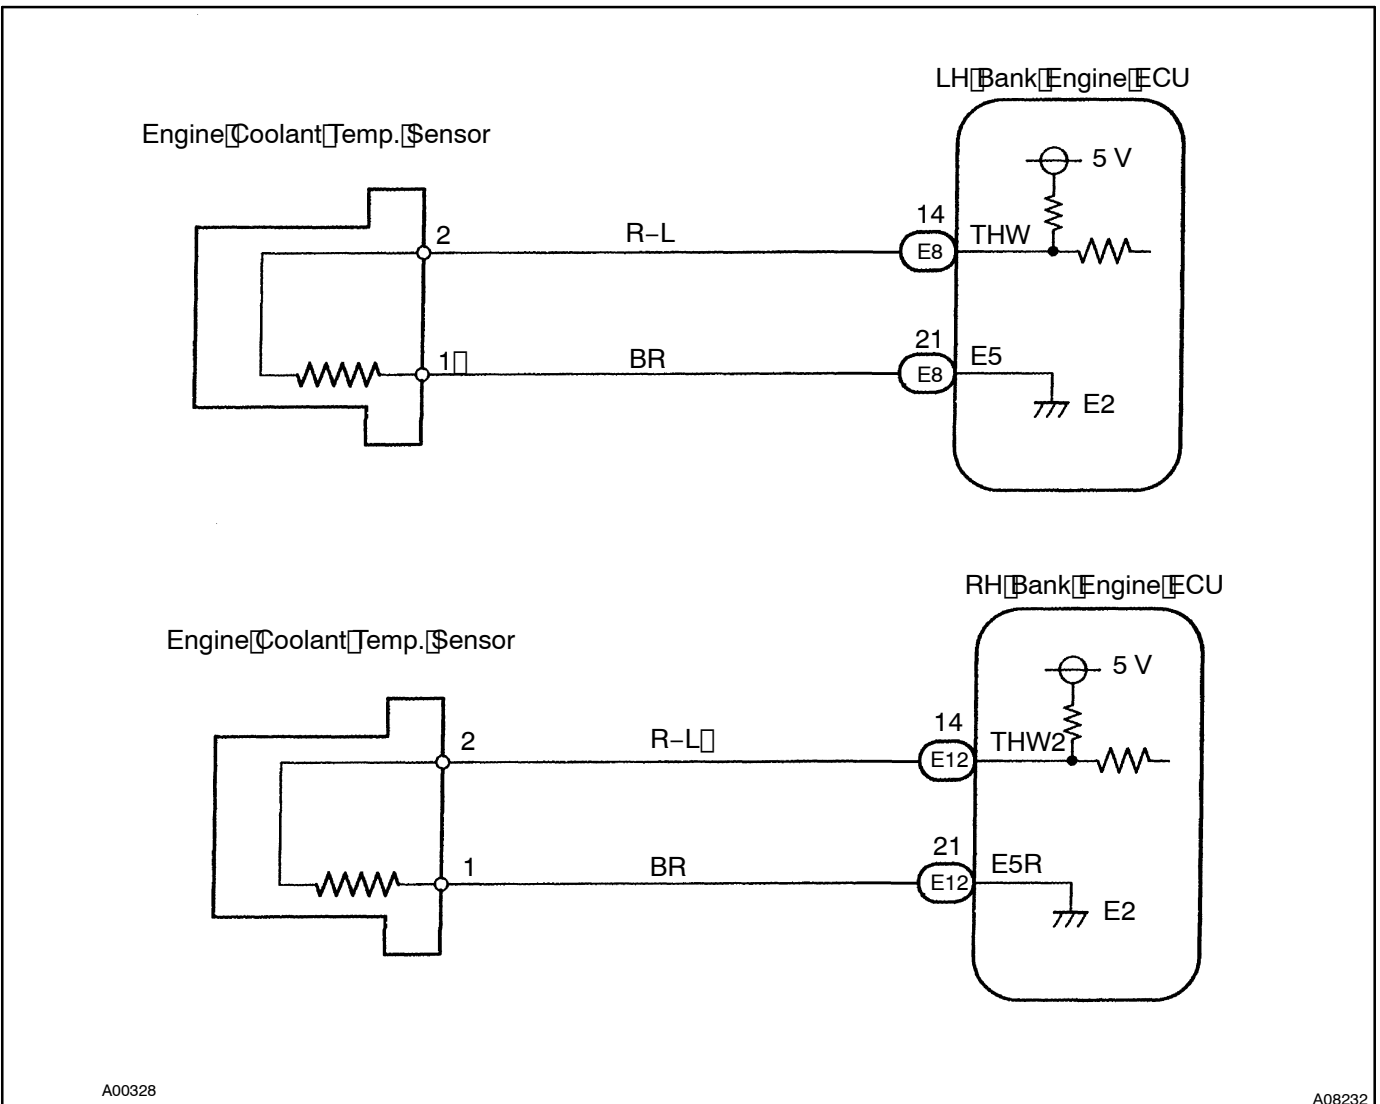 LH Bank Engine ECU
Engine Coolant Temp. Sensor
5 V
14
2
R–L
E8
THW
21
1
BR
E8
E5
E2
RH Bank Engine ECU
Engine Coolant Temp. Sensor
5 V
14
2
R–L
E12
THW2
21
1
BR
E12
E5R
E2
A00328
A08232